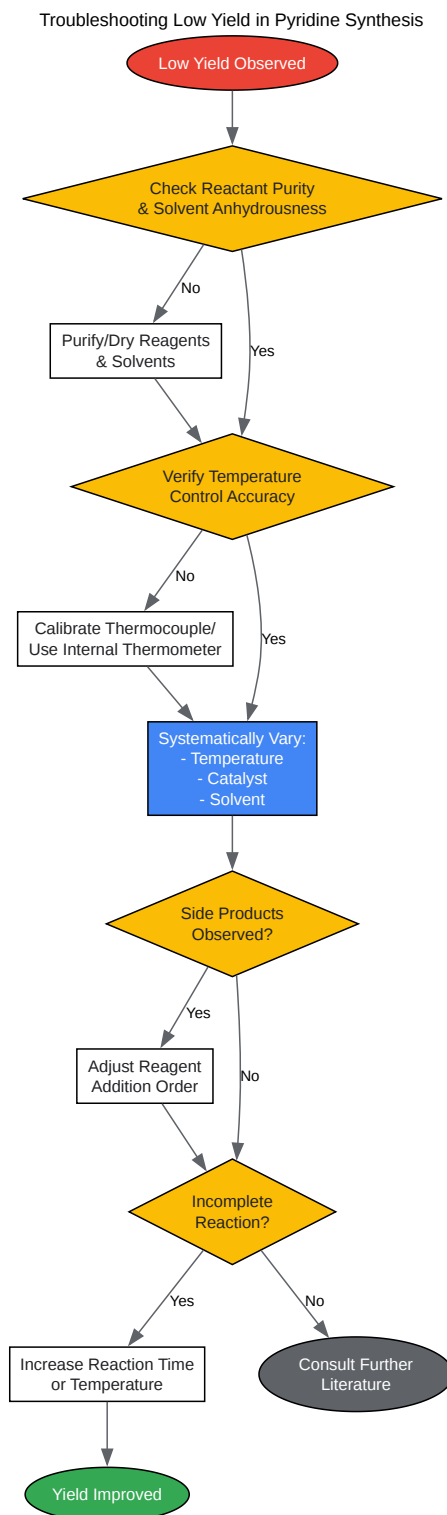 Troubleshooting Low Yield in Pyridine Synthesis
Low Yield Observed
Check Reactant Purity
& Solvent Anhydrousness
No
Yes
Purify/Dry Reagents
& Solvents
Verify Temperature
Control Accuracy
No
Yes
Calibrate Thermocouple/
Use Internal Thermometer
Systematically Vary:
- Temperature
- Catalyst
- Solvent
Side Products
Observed?
Yes
No
Adjust Reagent
Addition Order
Incomplete
Reaction?
Yes
No
Increase Reaction Time
or Temperature
Consult Further
Literature
Yield Improved